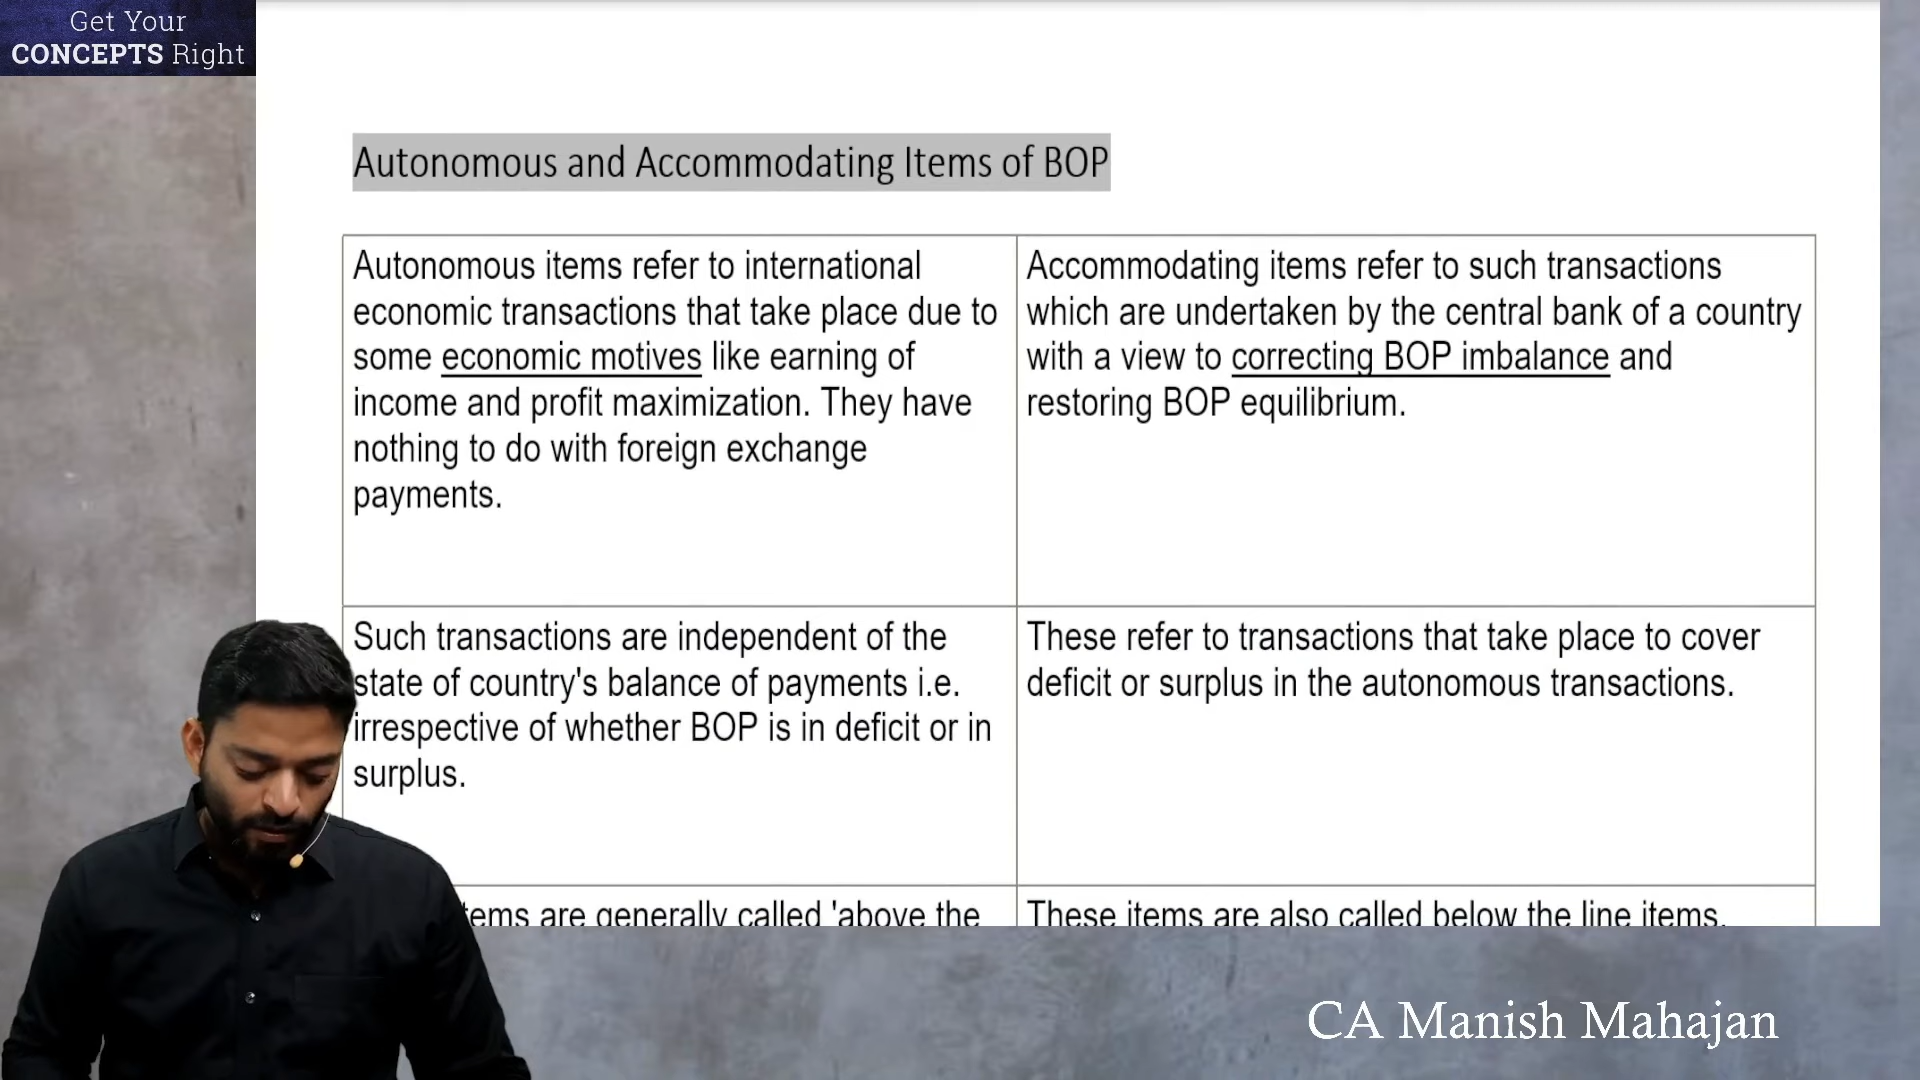 Get Your
CONCEPTS Right
Autonomous and Accommodating Items of BOP
Autonomous items refer to international
economic transactions that take place due to
some economic motives like earning of
income and profit maximization. They have
nothing to do with foreign exchange
payments.
Accommodating items refer to such transactions
which are undertaken by the central bank of a country
with a view to correcting BOP imbalance and
restoring BOP equilibrium.
Such transactions are independent of the
state of country's balance of payments i.e.
irrespective of whether BOP is in deficit or in
surplus.
These refer to transactions that take place to cover
deficit or surplus in the autonomous transactions.
are generally called 'above the
These items are also called below the line items.
CA Manish Mahajan